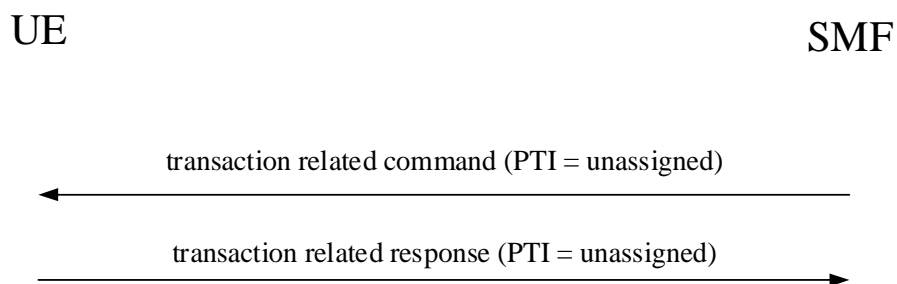 UE
SMF
transaction related command (PTI = unassigned)
transaction related response (PTI = unassigned)